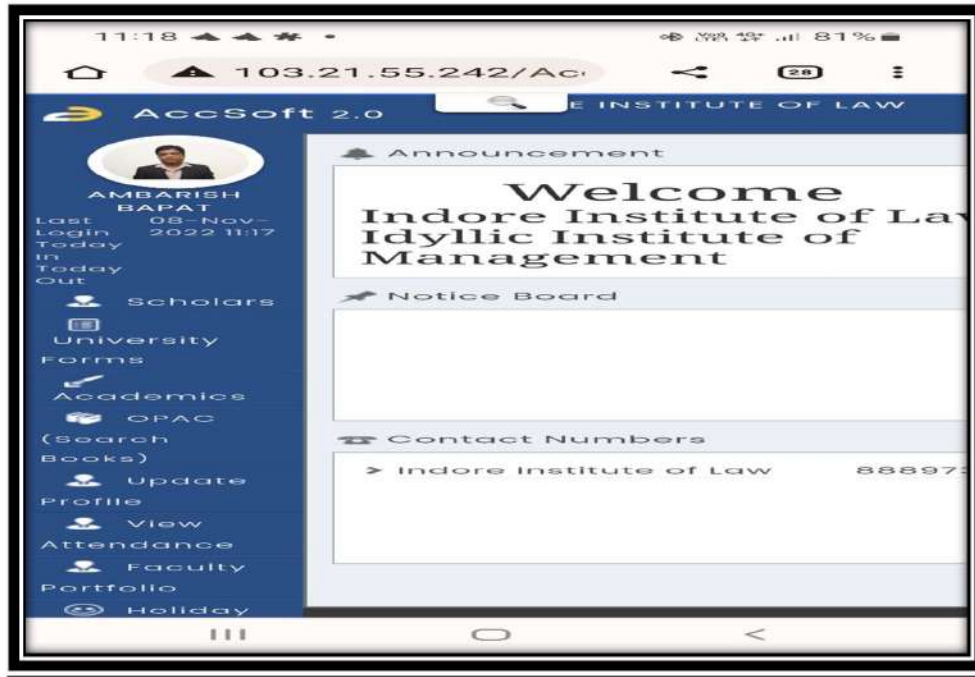 11:18
81%
103.21.55.242/Ac
28
AccSoft 2.0
E INSTITUTE OF LAW
AMBARISH
BAPAT
Last 08-Nov-
Login 2022 11:17
Today
In
Today
Out
Scholars
University
Forms
Academics
OPAC
(Search
Books)
Update
Profile
View
Attendance
Faculty
Portfolio
Holiday
Announcement
Welcome
Indore Institute of Law
Idyllic Institute of
Management
Notice Board
Contact Numbers
Indore Institute of Law 88897